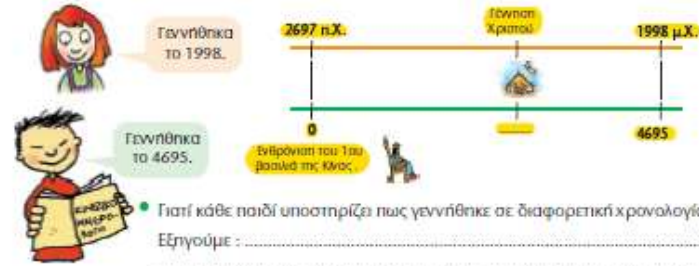 Γεννήθηκα
το 1998.
2697 π.Χ.
Γέννηση
Χριστού
1998 μ.Χ.
Γεννήθηκα
το 4695.
0
4695
Ενθρόνιση του 1ου
βασιλιά της Κίνας.
• Γιατί κάθε παιδί υποστηρίζει πως γεννήθηκε σε διαφορετική χρονολογί
Εξηγούμε :